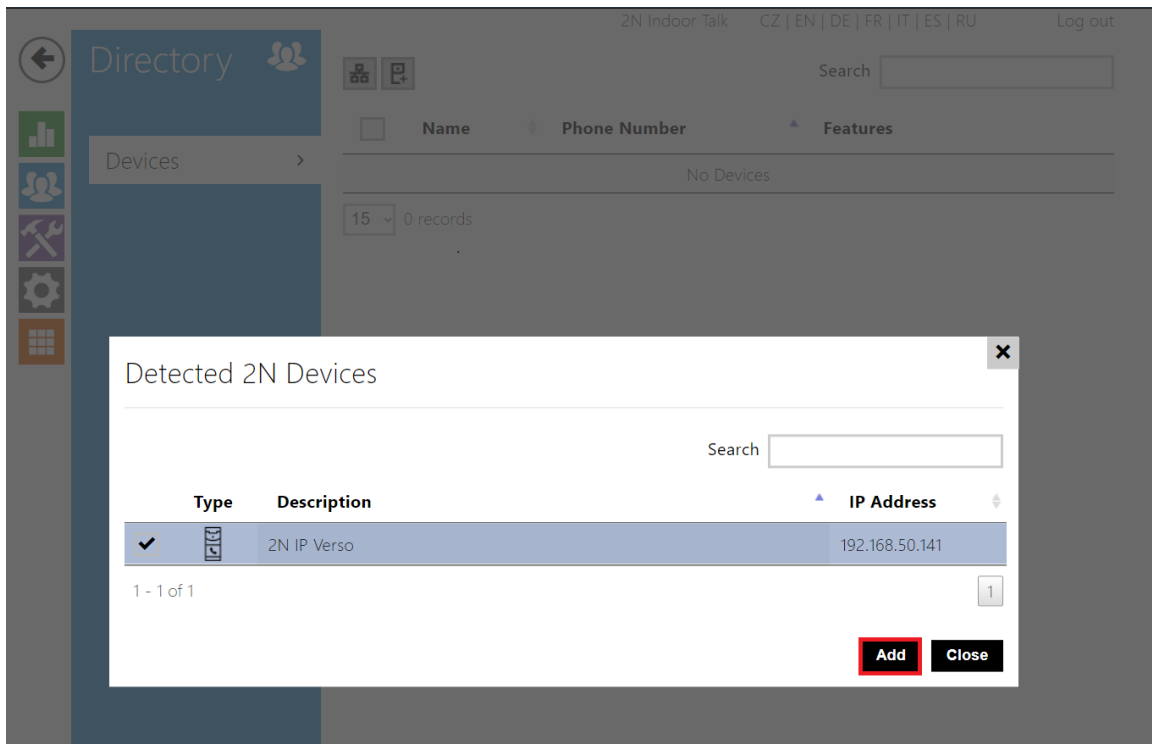 2N Indoor Talk CZ | EN | DE | FR | IT | ES | RU Log out
Directory
Search
Name Phone Number Features
Devices
No Devices
15 0 records
Detected 2N Devices
Search
Type Description IP Address
2N IP Verso 192.168.50.141
1 - 1 of 1 1
Add Close